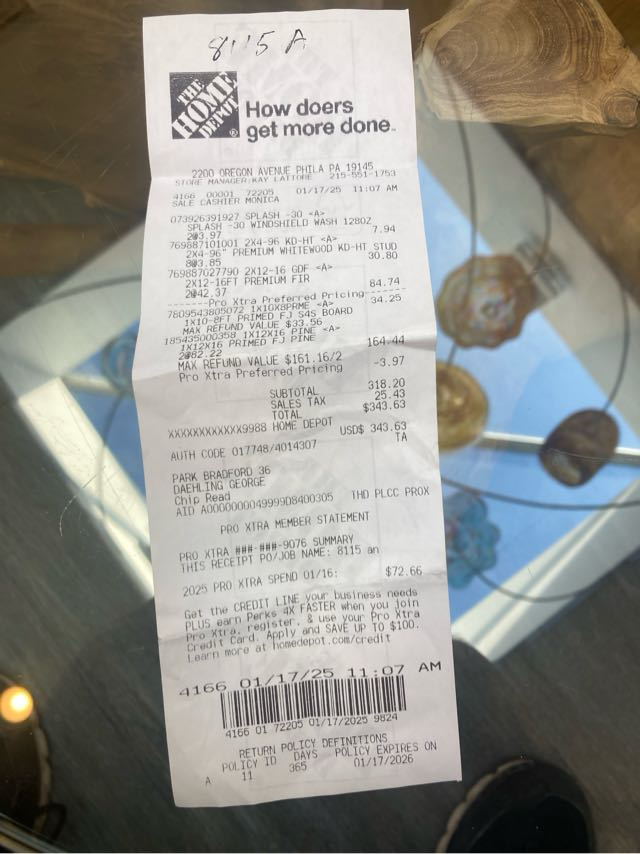 8115 A
THE HOME DEPOT
How doers
get more done.
2200 OREGON AVENUE PHILA PA 19145
STORE MANAGER:KAY LATTORE 215-551-1753
4166 00001 72205 01/17/25 11:07 AM
SALE CASHIER MONICA
073926391927 SPLASH -30 <A>
SPLASH -30 WINDSHIELD WASH 128OZ
2@3.97 7.94
769887101001 2X4-96 KD-HT <A>
2X4-96" PREMIUM WHITEWOOD KD-HT STUD
8@3.85 30.80
769887027790 2X12-16 GDF <A>
2X12-16FT PREMIUM FIR
2@42.37 84.74
-------Pro Xtra Preferred Pricing
7809543805072 1X10X8PRME <A> 34.25
1X10-8FT PRIMED FJ S4S BOARD
MAX REFUND VALUE $33.56
185435000358 1X12X16 PINE <A>
1X12X16 PRIMED FJ PINE
2@82.22 164.44
MAX REFUND VALUE $161.16/2
Pro Xtra Preferred Pricing -3.97
SUBTOTAL 318.20
SALES TAX 25.43
TOTAL $343.63
XXXXXXXXXXXX9988 HOME DEPOT
USD$ 343.63
AUTH CODE 017748/4014307 TA
PARK BRADFORD 36
DAEHLING GEORGE
Chip Read
AID A0000000049999D8400305 THD PLCC PROX
PRO XTRA MEMBER STATEMENT
PRO XTRA ###-###-9076 SUMMARY
THIS RECEIPT PO/JOB NAME: 8115 an
2025 PRO XTRA SPEND 01/16: $72.66
Get the CREDIT LINE your business needs
PLUS earn Perks 4X FASTER when you join
Pro Xtra, register, & use your Pro Xtra
Credit Card. Apply and SAVE UP TO $100.
Learn more at homedepot.com/credit
4166 01/17/25 11:07 AM
4166 01 72205 01/17/2025 9824
RETURN POLICY DEFINITIONS
POLICY ID DAYS POLICY EXPIRES ON
A 11 365 01/17/2026